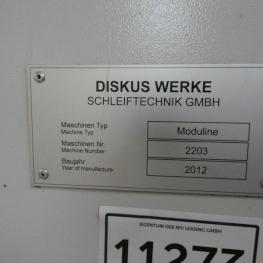 DISKUS WERKE
SCHLEIFTECHNIK GMBH
Maschinen Typ
Machine Typ
Moduline
Maschinen Nr.
Machine Number
2203
Baujahr
Year of manufacture
2012
EIGENTUM DER MIV LEASING GMBH
11273